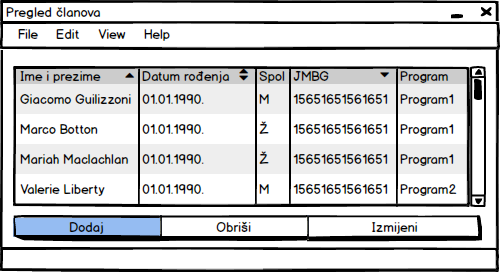 Pregled članova
File Edit View Help
Ime i prezime Datum rođenja Spol JMBG Program
Giacomo Guilizzoni 01.01.1990. M 15651651561651 Program1
Marco Botton 01.01.1990. Ž 15651651561651 Program1
Mariah Maclachlan 01.01.1990. Ž 15651651561651 Program1
Valerie Liberty 01.01.1990. M 15651651561651 Program2
Dodaj Obriši Izmijeni